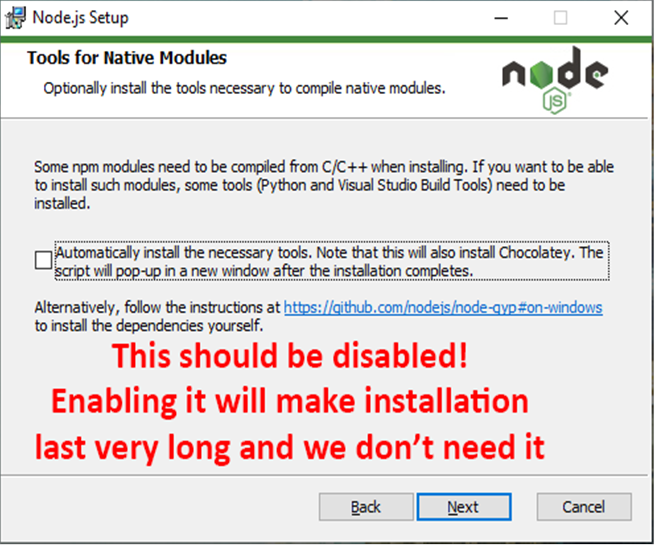 Node.js Setup
Tools for Native Modules
Optionally install the tools necessary to compile native modules.
node
JS
Some npm modules need to be compiled from C/C++ when installing. If you want to be able
to install such modules, some tools (Python and Visual Studio Build Tools) need to be
installed.
Automatically install the necessary tools. Note that this will also install Chocolatey. The
script will pop-up in a new window after the installation completes.
Alternatively, follow the instructions at https://github.com/nodejs/node-gyp#on-windows
to install the dependencies yourself.
This should be disabled!
Enabling it will make installation
last very long and we don’t need it
Back Next Cancel